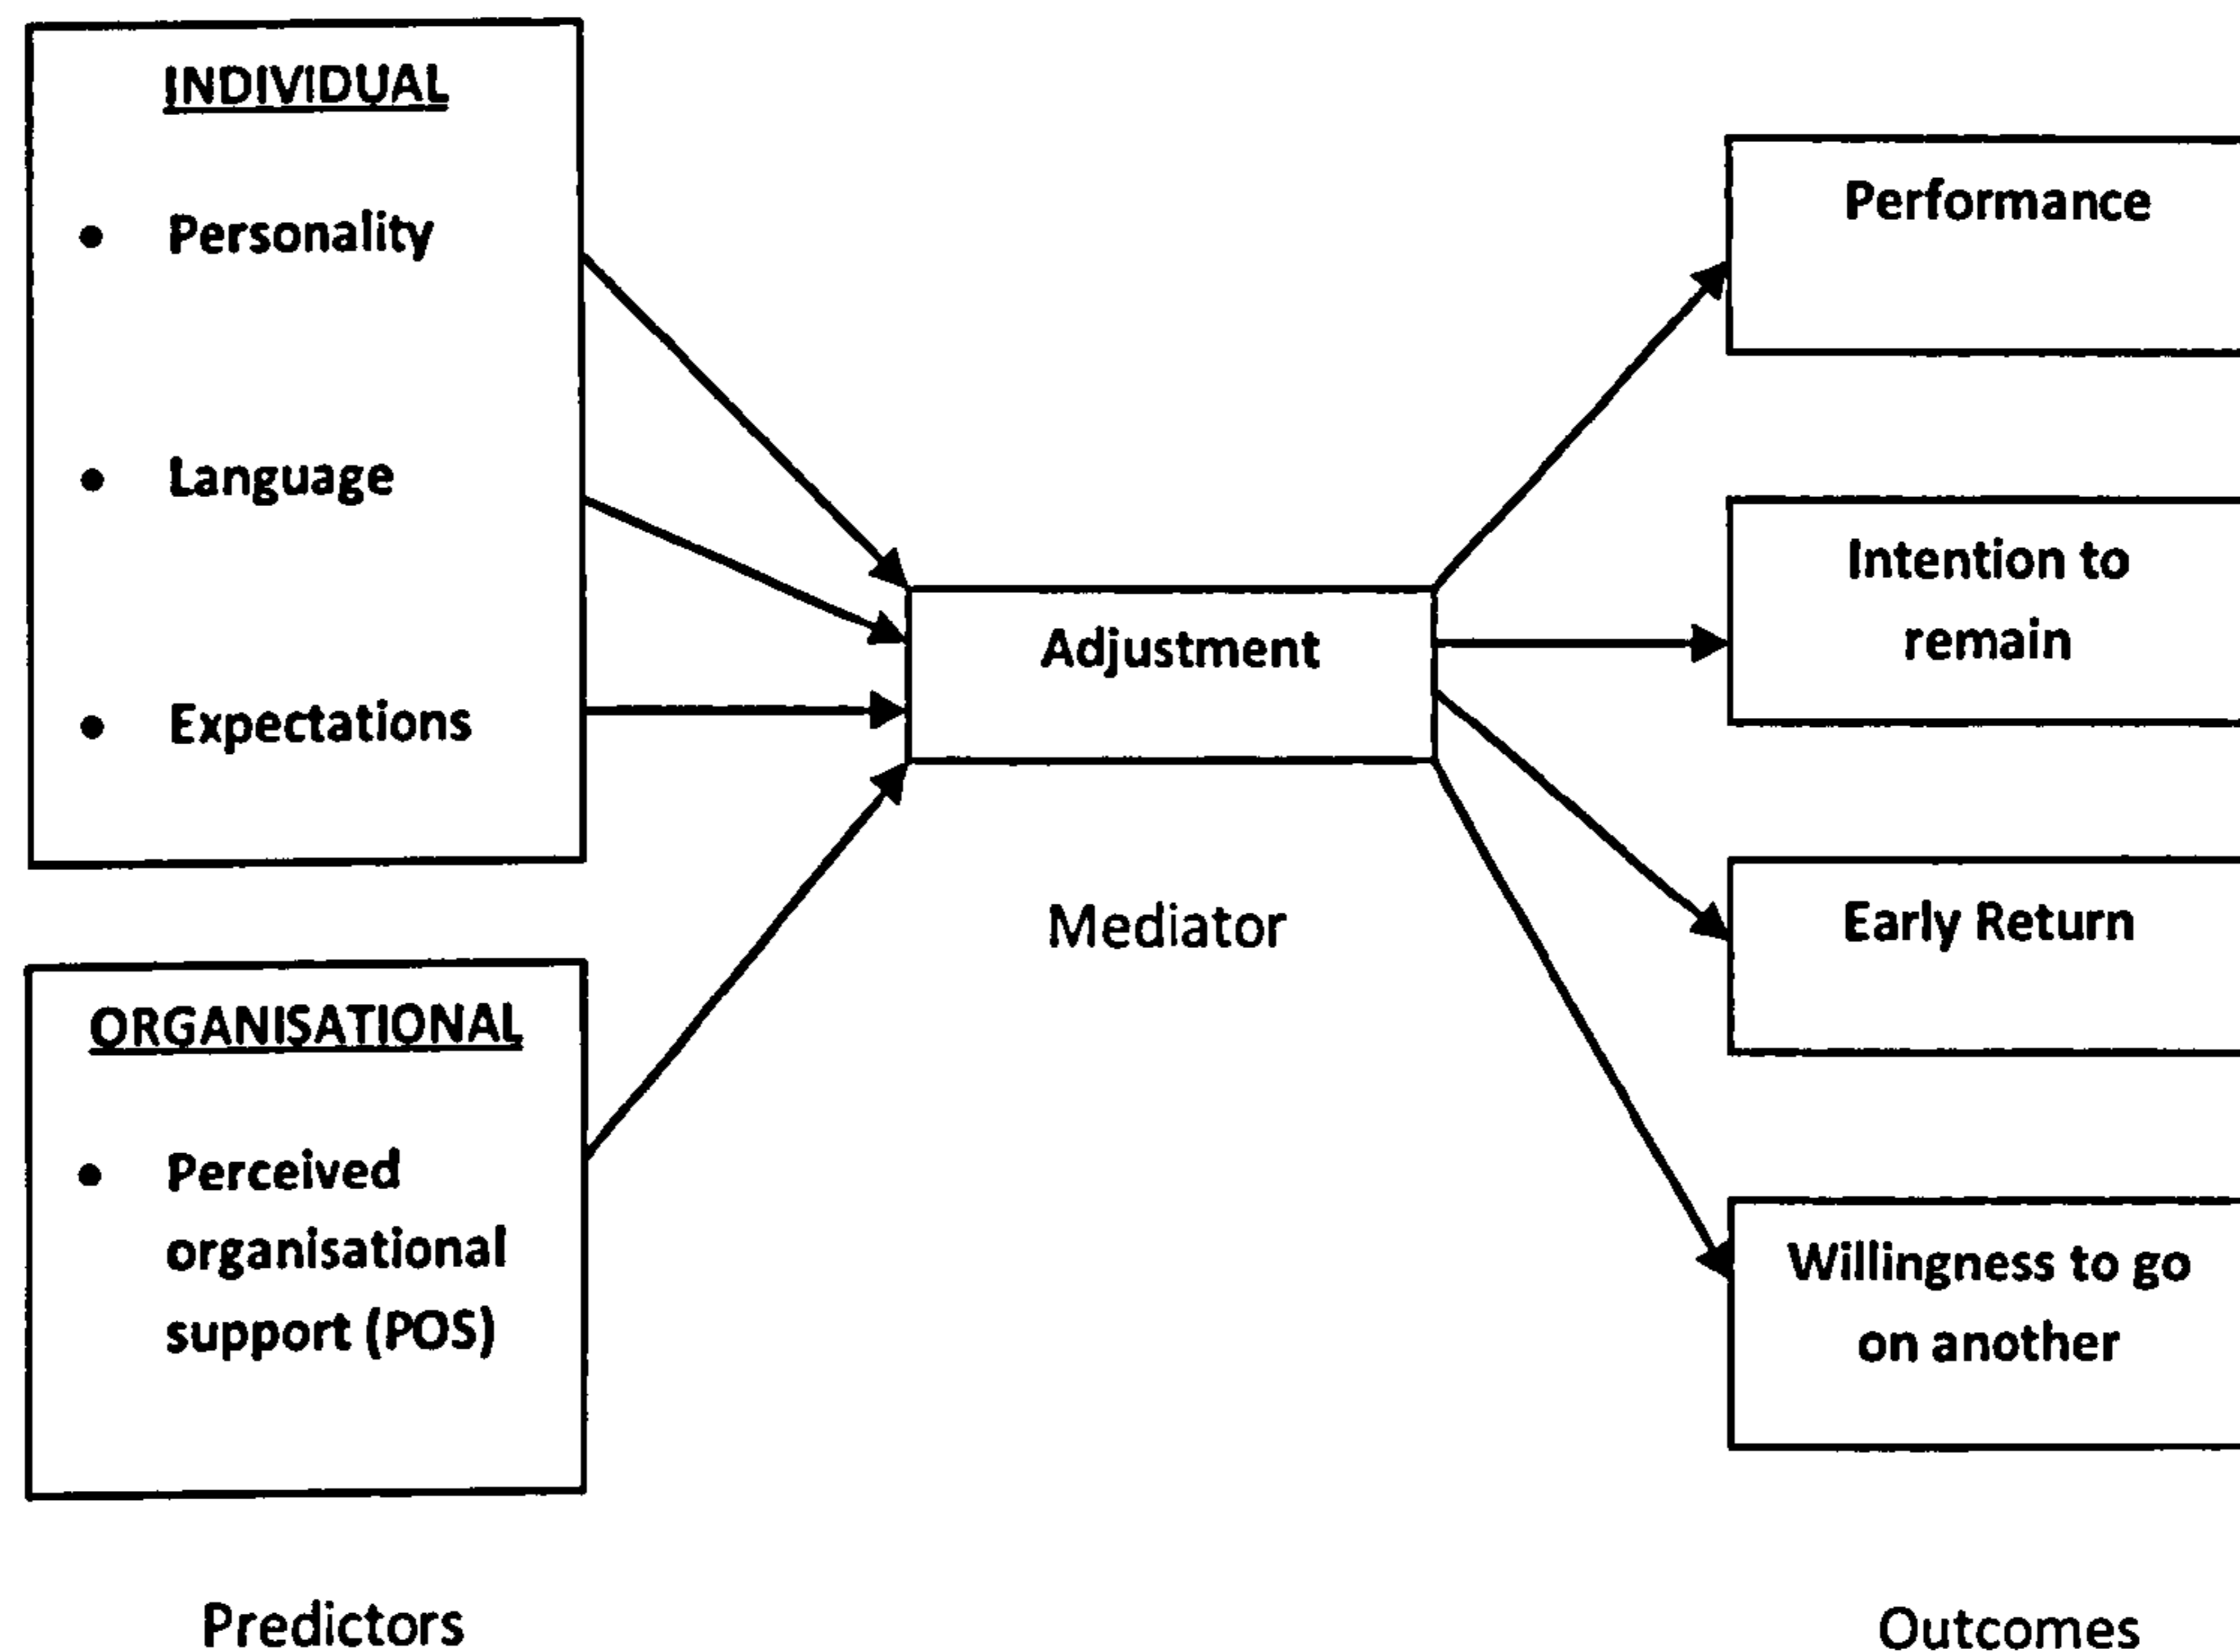 INDIVIDUAL
• Personality
• Language
• Expectations
ORGANISATIONAL
• Perceived
organisational
support (POS)
Predictors
Adjustment
Mediator
Performance
Intention to
remain
Early Return
Willingness to go
on another
Outcomes